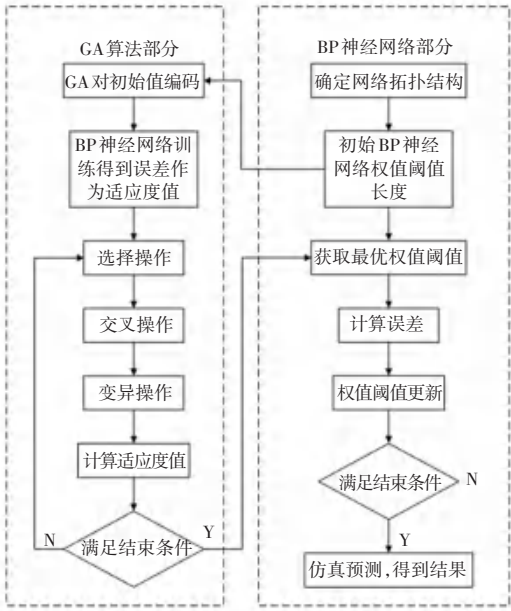 GA算法部分
GA对初始值编码
BP神经网络训
练得到误差作
为适应度值
选择操作
交叉操作
变异操作
计算适应度值
满足结束条件
N
Y
BP神经网络部分
确定网络拓扑结构
初始BP神经
网络权值阈值
长度
获取最优权值阈值
计算误差
权值阈值更新
满足结束条件
N
Y
仿真预测,得到结果